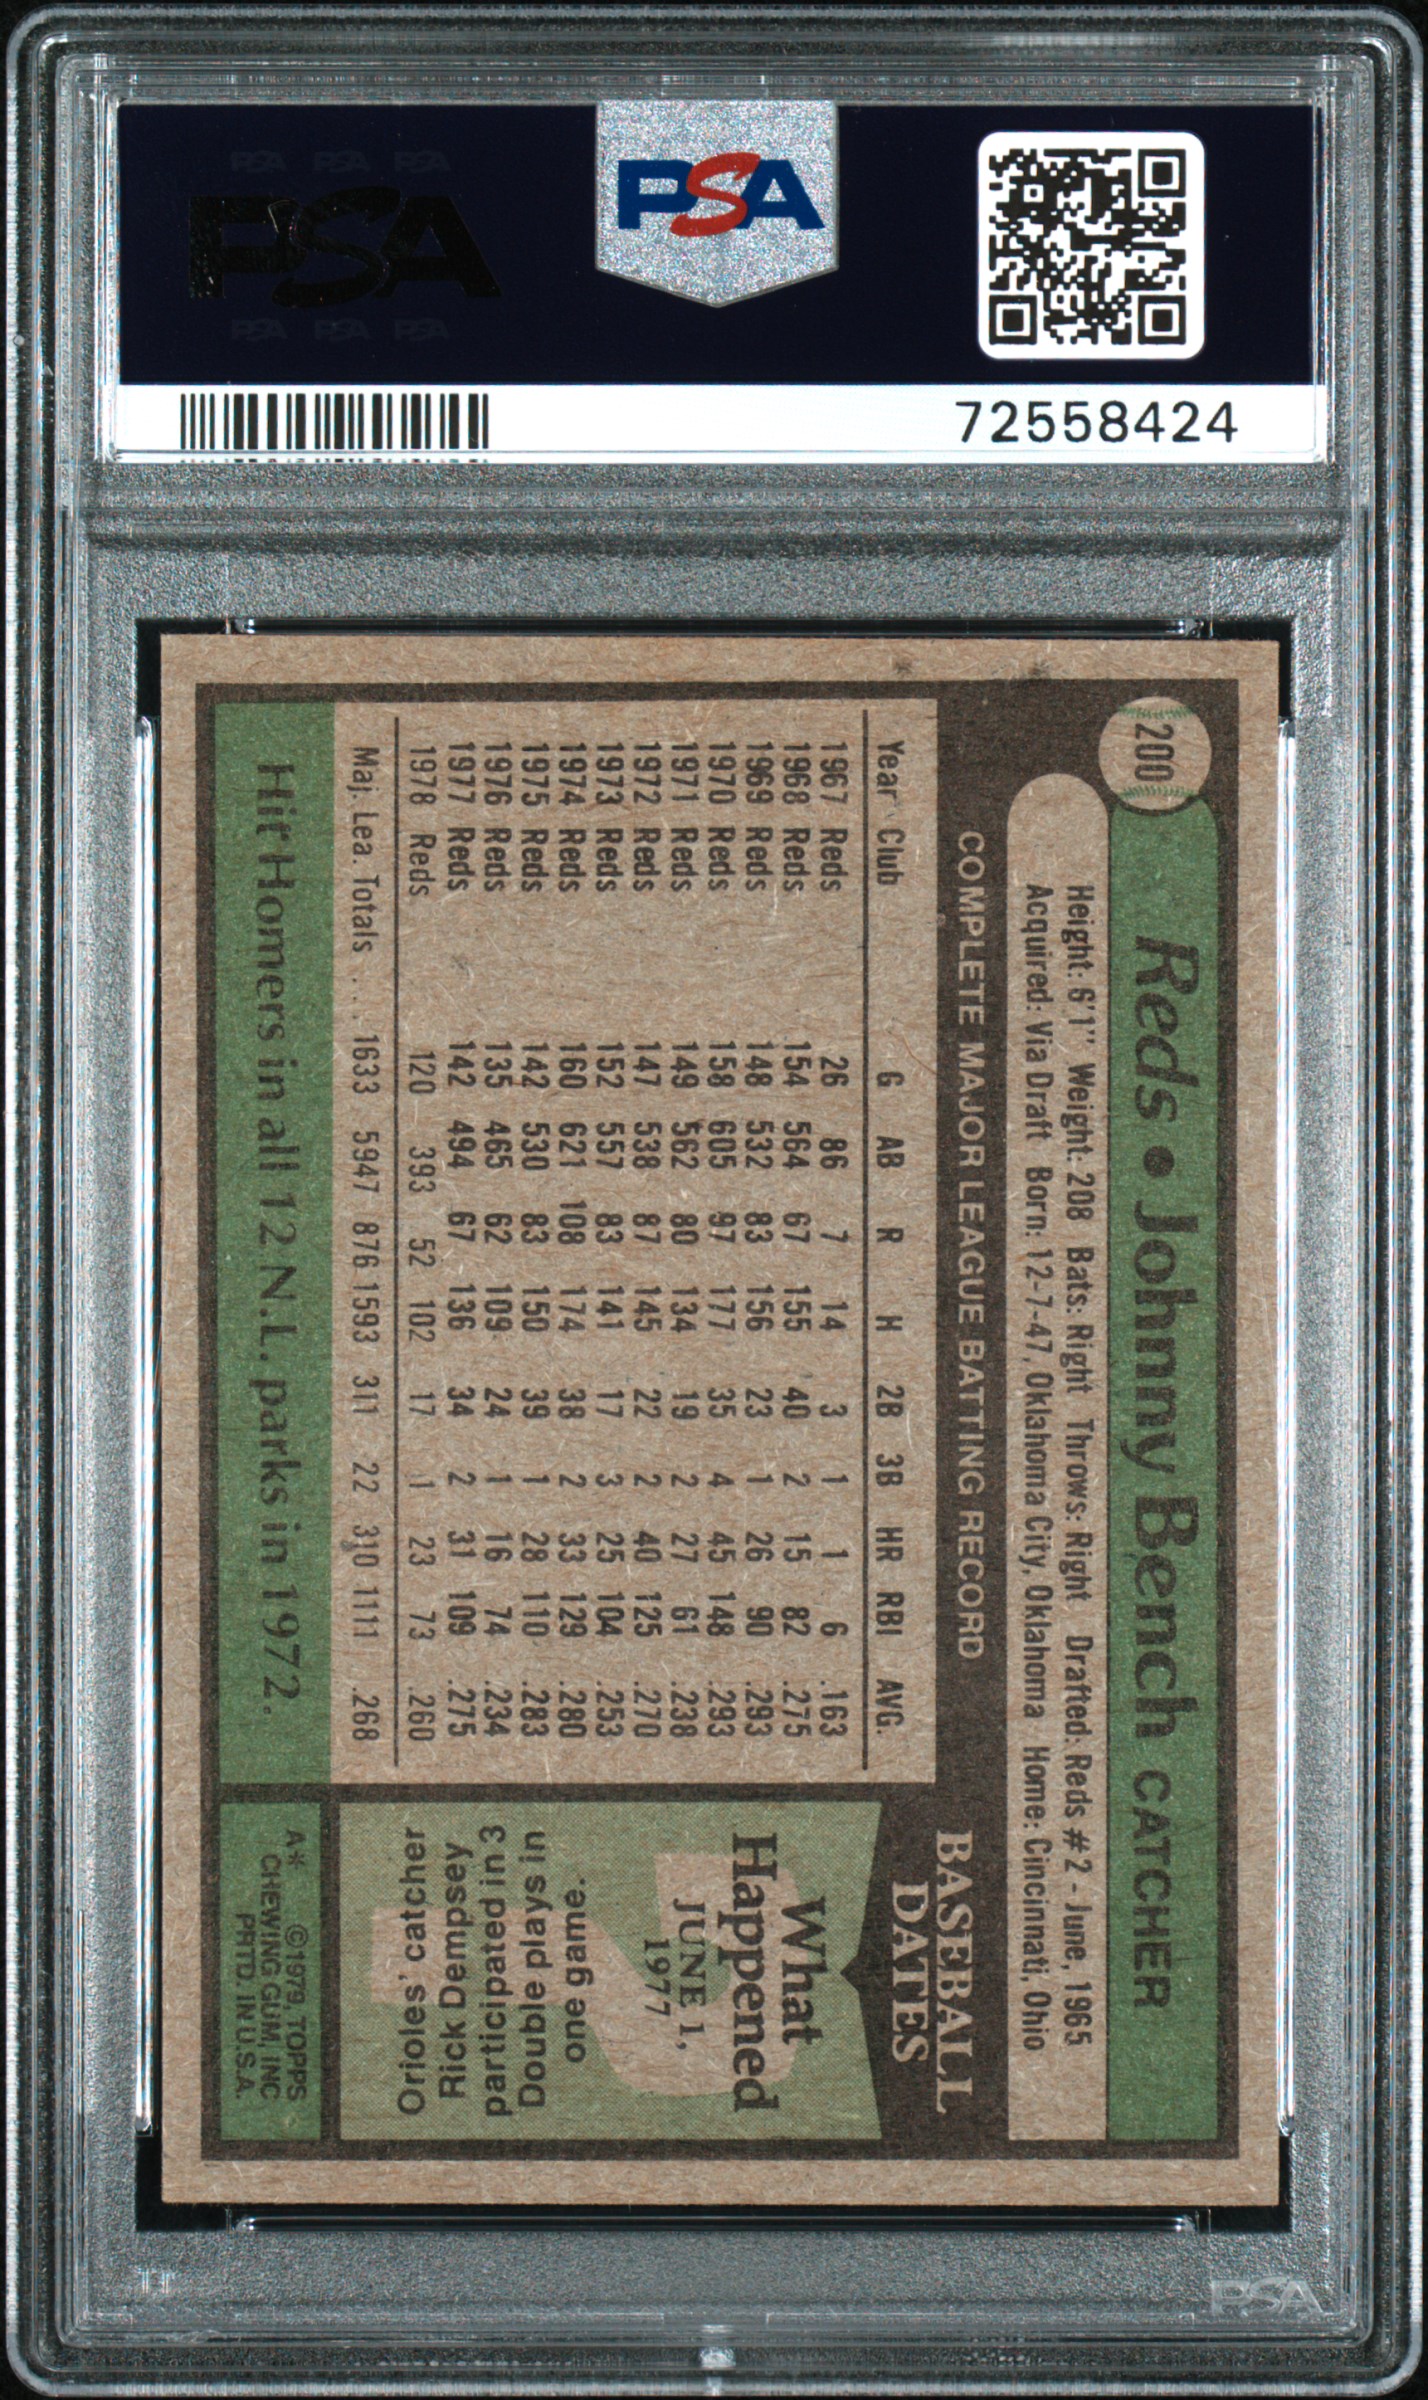 PSA PSA PSA
PSA
PSA PSA PSA
PSA
72558424
200
Reds • Johnny Bench CATCHER
Height: 6'1" Weight: 208 Bats: Right Throws: Right Drafted: Reds #2 - June, 1965
Acquired: Via Draft Born: 12-7-47, Oklahoma City, Oklahoma Home: Cincinnati, Ohio
COMPLETE MAJOR LEAGUE BATTING RECORD
Year Club G AB R H 2B 3B HR RBI AVG.
1967 Reds 26 86 7 14 3 1 1 6 .163
1968 Reds 154 564 67 155 40 2 15 82 .275
1969 Reds 148 532 83 156 23 1 26 90 .293
1970 Reds 158 605 97 177 35 4 45 148 .293
1971 Reds 149 562 80 134 19 2 27 61 .238
1972 Reds 147 538 87 145 22 2 40 125 .270
1973 Reds 152 557 83 141 17 3 25 104 .253
1974 Reds 160 621 108 174 38 2 33 129 .280
1975 Reds 142 530 83 150 39 1 28 110 .283
1976 Reds 135 465 62 109 24 1 16 74 .234
1977 Reds 142 494 67 136 34 2 31 109 .275
1978 Reds 120 393 52 102 17 1 23 73 .260
Maj. Lea. Totals . . . 1633 5947 876 1593 311 22 310 1111 .268
Hit Homers in all 12 N.L. parks in 1972.
BASEBALL
DATES
What
Happened
JUNE 1,
1977
Orioles' catcher
Rick Dempsey
participated in 3
Double plays in
one game.
A** ©1979, TOPPS
CHEWING GUM, INC
PRTD. IN U.S.A.
PSA